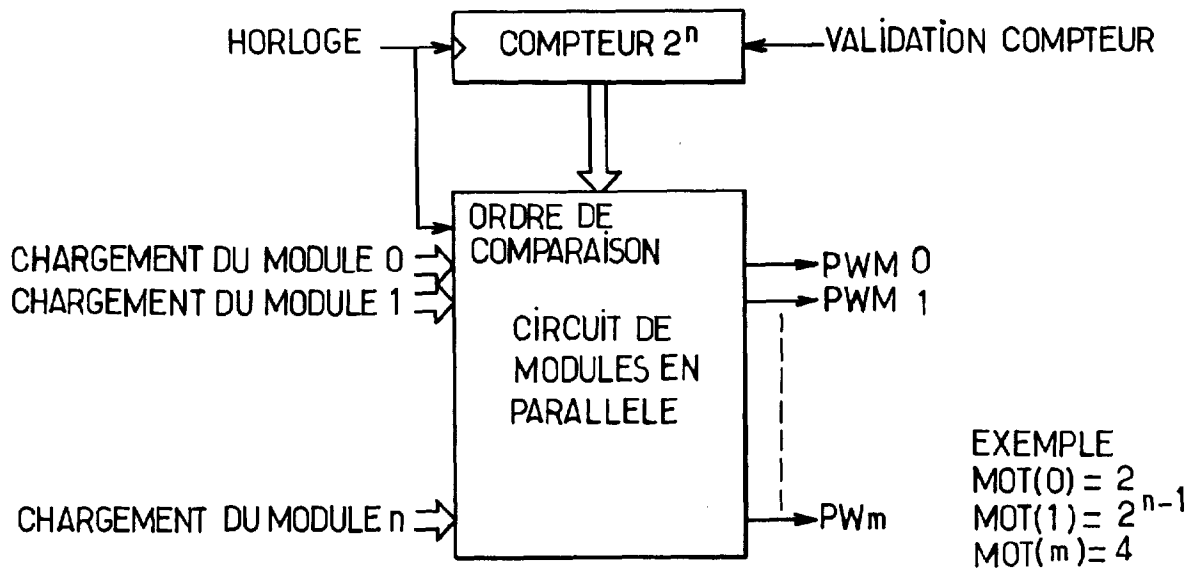 HORLOGE
COMPTEUR 2ⁿ
VALIDATION COMPTEUR
ORDRE DE
COMPARAISON
CHARGEMENT DU MODULE 0
CHARGEMENT DU MODULE 1
CIRCUIT DE
MODULES EN
PARALLELE
CHARGEMENT DU MODULE n
PWM 0
PWM 1
PWm
EXEMPLE
MOT(0) = 2
MOT(1) = 2ⁿ⁻¹
MOT(m) = 4